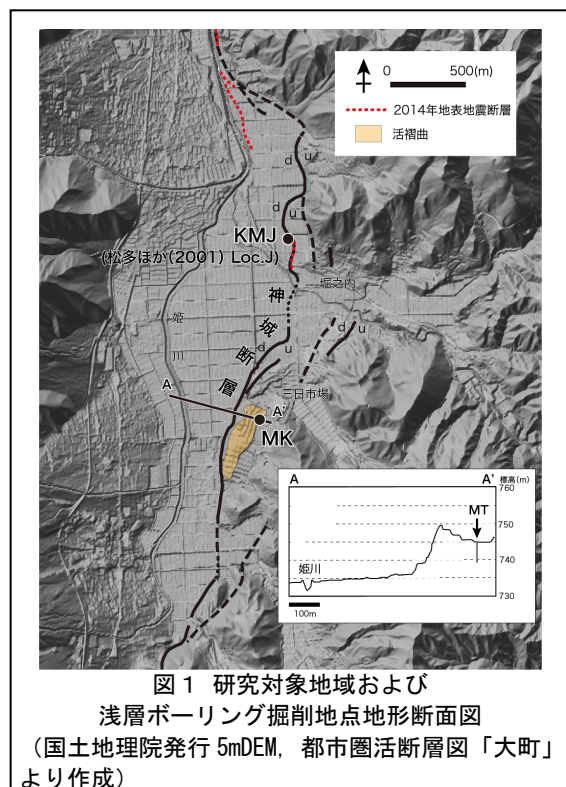 0 500(m)
2014年地表地震断層
活褶曲
d
u
d
u
KMJ
(松多ほか(2001) Loc.J)
堀之内
神
城
断
層
姫川
d
u
d
u
三日市場
A
A'
MK
A
A' 標高(m)
760
MT
750
740
730
姫川
100m
図１ 研究対象地域および
浅層ボーリング掘削地点地形断面図
（国土地理院発行 5mDEM，都市圏活断層図「大町」
より作成）